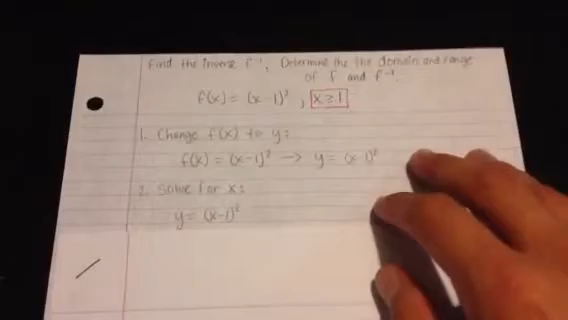 Find the inverse f⁻¹, Determine the the domain and range
of f and f⁻¹.
f(x) = (x-1)², x ≥ 1
1. Change f(x) to y:
f(x) = (x-1)² → y = (x-1)²
2. Solve for x:
y = (x-1)²